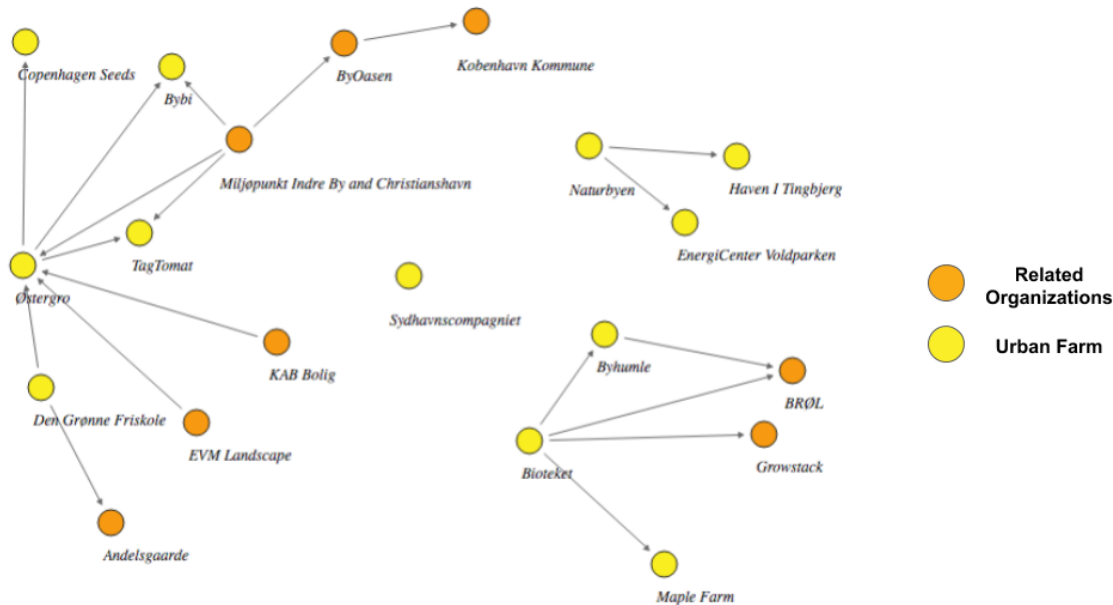 Copenhagen Seeds
Bybi
ByOasen
Kobenhavn Kommune
Miljøpunkt Indre By and Christianshavn
Naturbyen
Haven I Tingbjerg
TagTomat
EnergiCenter Voldparken
Østergro
Sydhavnscompagniet
KAB Bolig
Byhumle
BRØL
Den Grønne Friskole
EVM Landscape
Bioteket
Growstack
Andelsgaarde
Maple Farm
Related
Organizations
Urban Farm